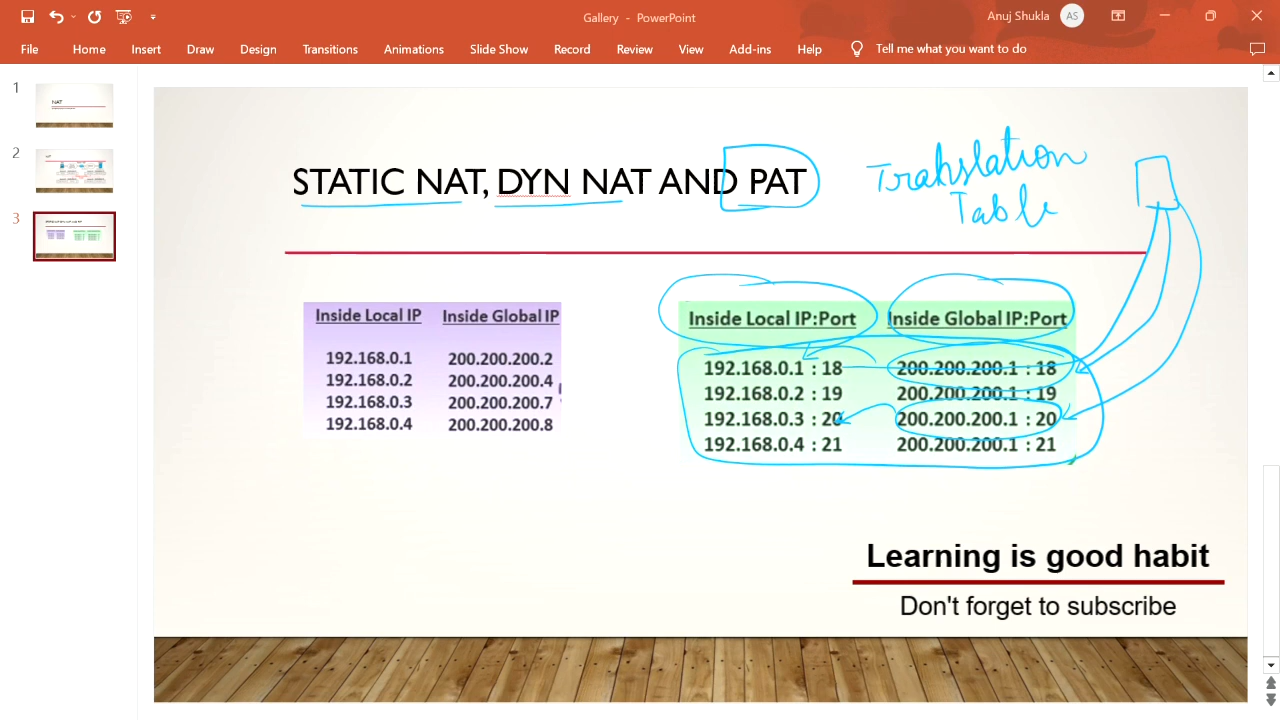 Gallery - PowerPoint
Anuj Shukla AS
File Home Insert Draw Design Transitions Animations Slide Show Record Review View Add-ins Help Tell me what you want to do
1
NAT
2
3
STATIC NAT, DYN NAT AND PAT
Translation
Table
Inside Local IP Inside Global IP
192.168.0.1 200.200.200.2
192.168.0.2 200.200.200.4
192.168.0.3 200.200.200.7
192.168.0.4 200.200.200.8
Inside Local IP:Port Inside Global IP:Port
192.168.0.1 : 18 200.200.200.1 : 18
192.168.0.2 : 19 200.200.200.1 : 19
192.168.0.3 : 20 200.200.200.1 : 20
192.168.0.4 : 21 200.200.200.1 : 21
Learning is good habit
Don't forget to subscribe